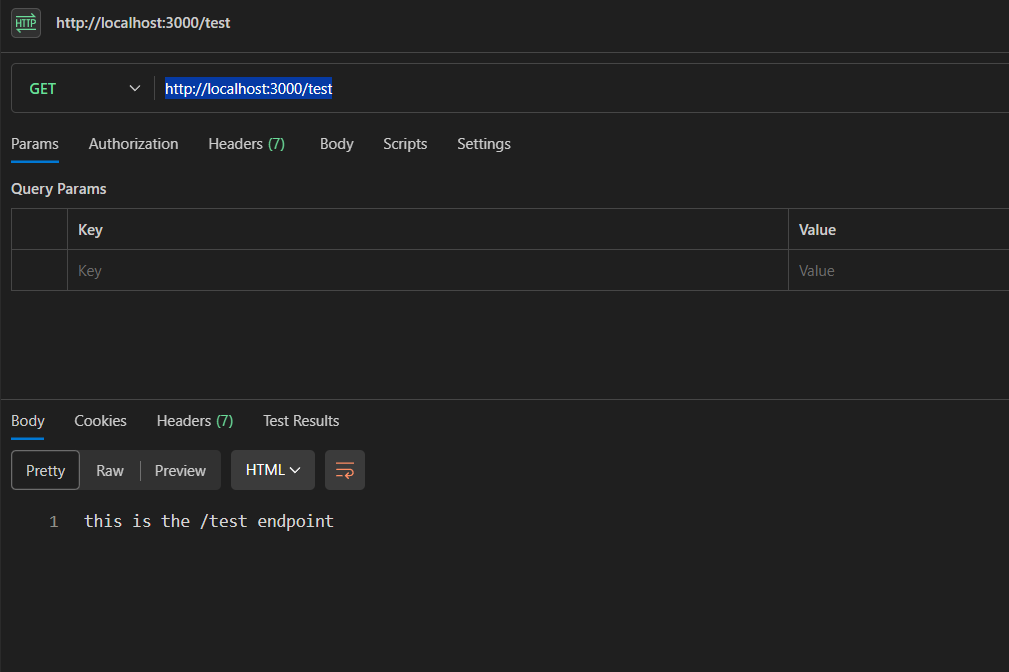 HTTP http://localhost:3000/test
GET http://localhost:3000/test
Params Authorization Headers (7) Body Scripts Settings
Query Params
Key Value
Key Value
Body Cookies Headers (7) Test Results
Pretty Raw Preview HTML
1 this is the /test endpoint